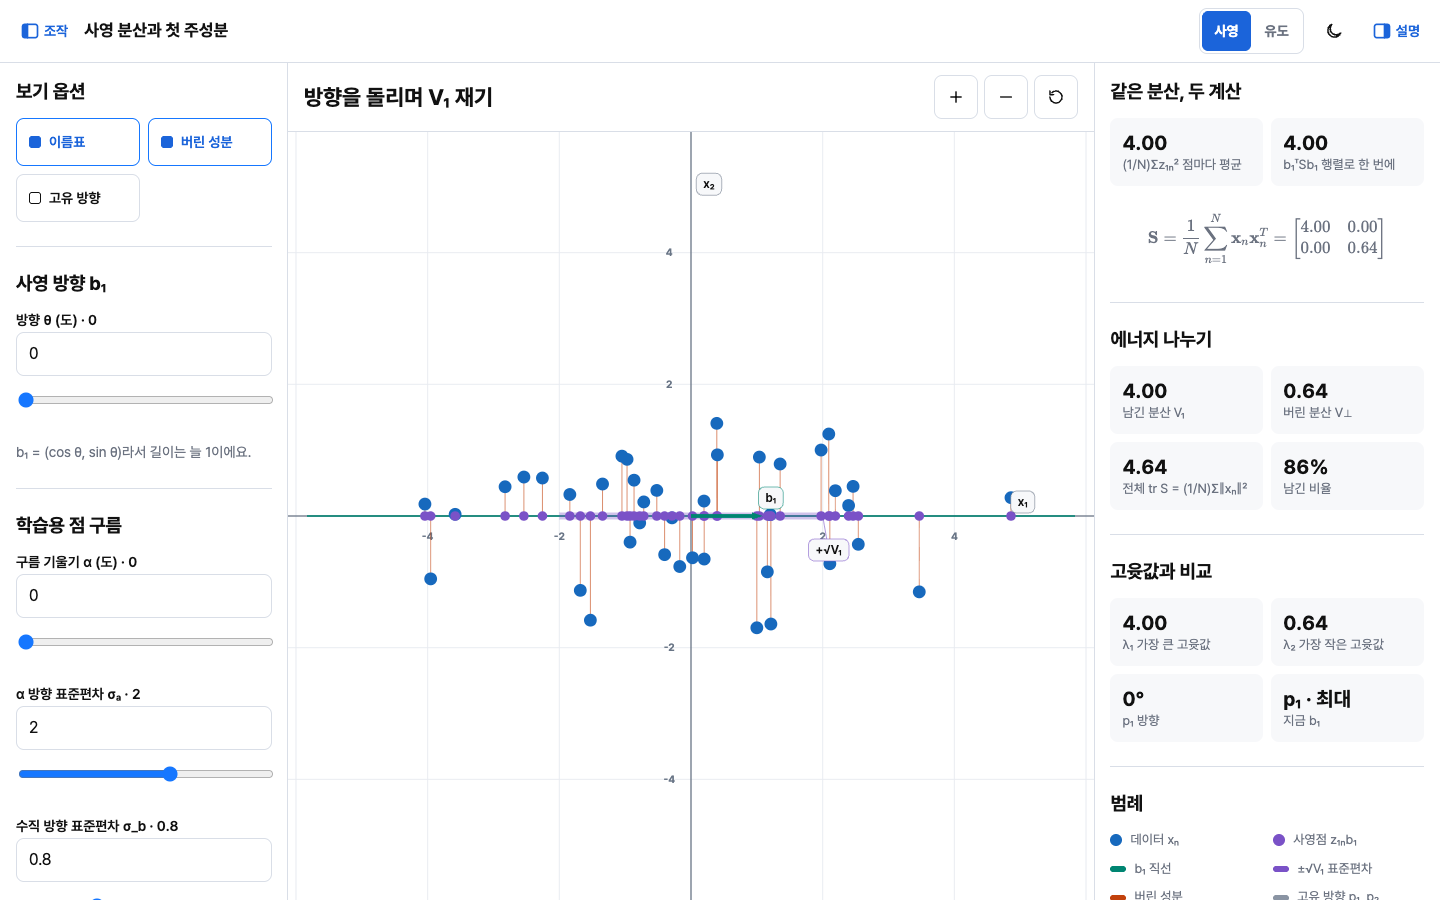 조작
사영 분산과 첫 주성분
사영
유도
설명
보기 옵션
이름표
버린 성분
고유 방향
사영 방향 b₁
방향 θ (도) · 0
0
b₁ = (cos θ, sin θ)라서 길이는 늘 1이에요.
학습용 점 구름
구름 기울기 α (도) · 0
0
α 방향 표준편차 σₐ · 2
2
수직 방향 표준편차 σ_b · 0.8
0.8
방향을 돌리며 V₁ 재기
x₂
4
2
b₁
x₁
-4
-2
2
4
+√V₁
-2
-4
같은 분산, 두 계산
4.00
(1/N)Σz₁ₙ² 점마다 평균
4.00
b₁ᵀSb₁ 행렬로 한 번에
S = 1/N Σ_{n=1}^{N} xₙxₙᵀ = [4.00 0.00
0.00 0.64]
에너지 나누기
4.00
남긴 분산 V₁
0.64
버린 분산 V⊥
4.64
전체 tr S = (1/N)Σ‖xₙ‖²
86%
남긴 비율
고윳값과 비교
4.00
λ₁ 가장 큰 고윳값
0.64
λ₂ 가장 작은 고윳값
0°
p₁ 방향
p₁ · 최대
지금 b₁
범례
데이터 xₙ
사영점 z₁ₙb₁
b₁ 직선
±√V₁ 표준편차
버린 성분
고유 방향 p₁, p₂